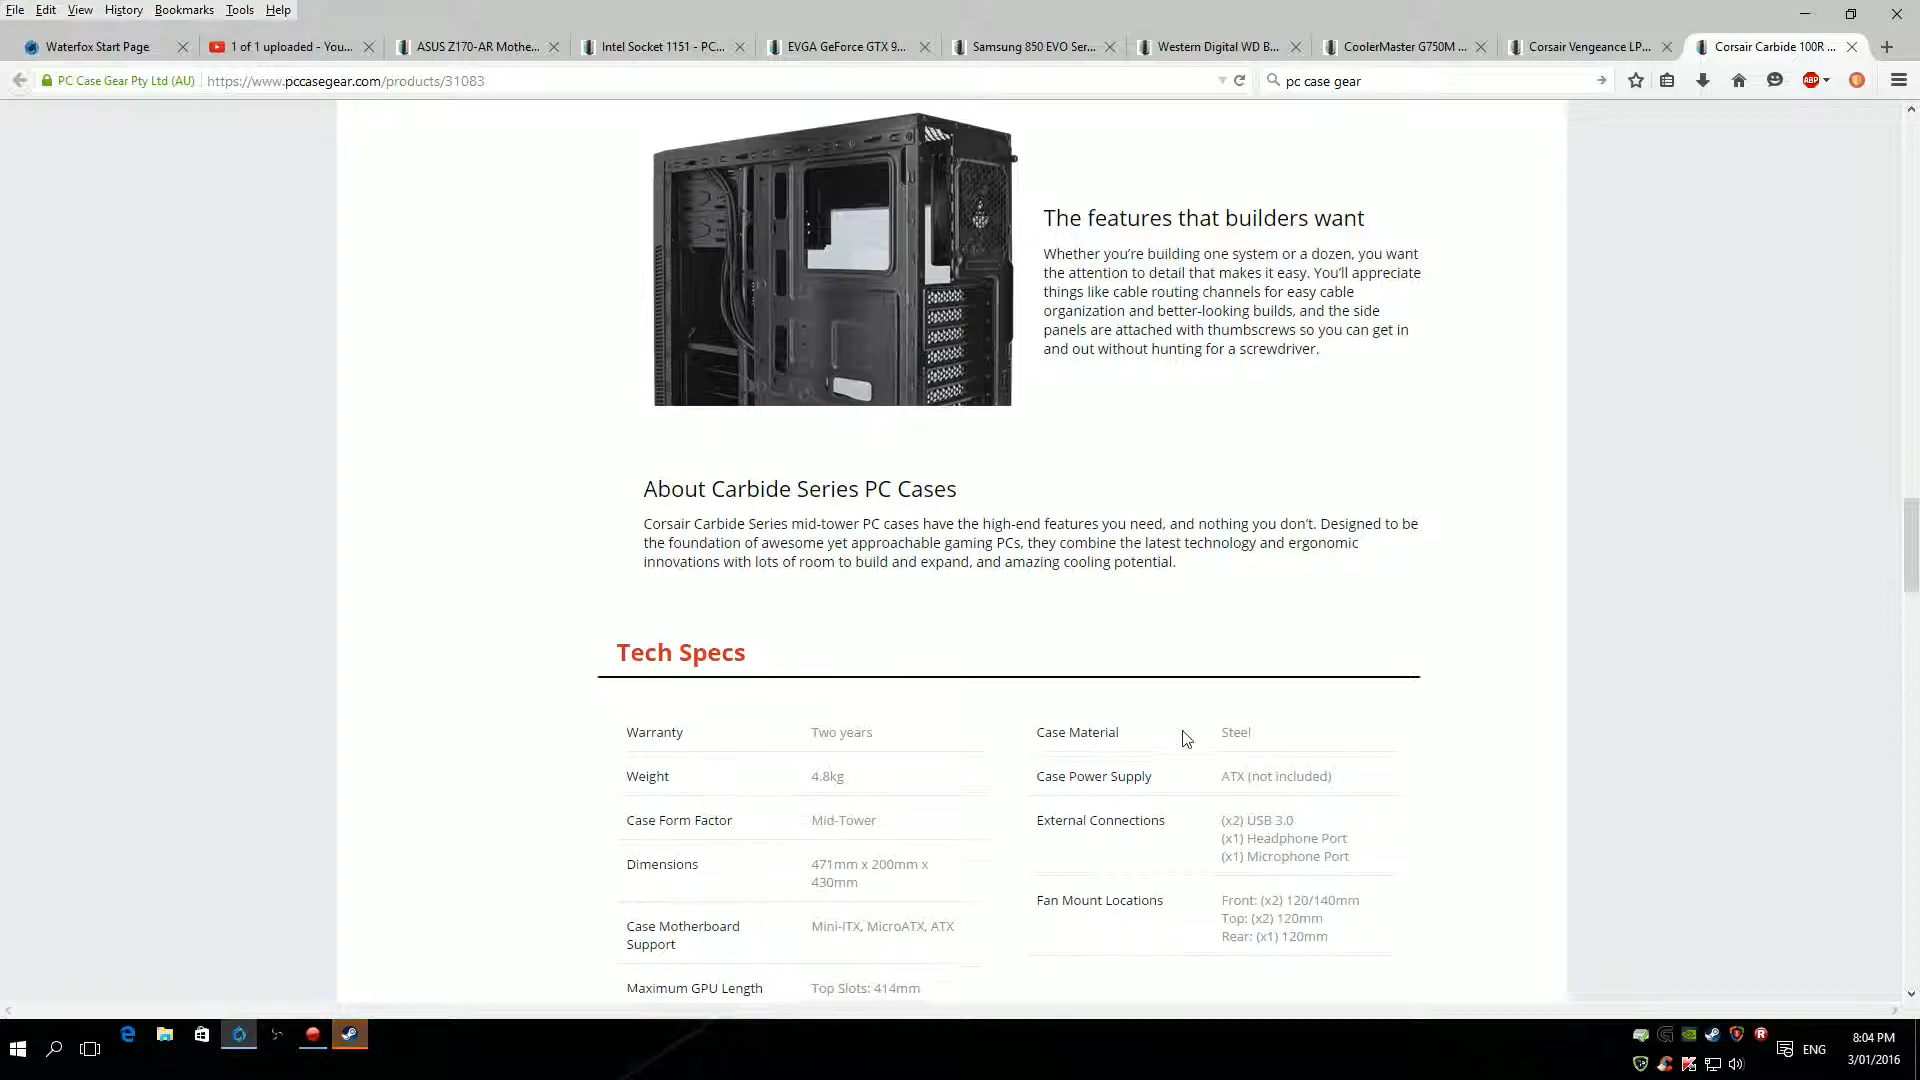 File Edit View History Bookmarks Tools Help
Waterfox Start Page
1 of 1 uploaded - You...
ASUS Z170-AR Mothe...
Intel Socket 1151 - PC...
EVGA GeForce GTX 9...
Samsung 850 EVO Ser...
Western Digital WD B...
CoolerMaster G750M ...
Corsair Vengeance LP...
Corsair Carbide 100R ...
PC Case Gear Pty Ltd (AU) https://www.pccasegear.com/products/31083
pc case gear
ABP
The features that builders want
Whether you're building one system or a dozen, you want
the attention to detail that makes it easy. You'll appreciate
things like cable routing channels for easy cable
organization and better-looking builds, and the side
panels are attached with thumbscrews so you can get in
and out without hunting for a screwdriver.
About Carbide Series PC Cases
Corsair Carbide Series mid-tower PC cases have the high-end features you need, and nothing you don't. Designed to be
the foundation of awesome yet approachable gaming PCs, they combine the latest technology and ergonomic
innovations with lots of room to build and expand, and amazing cooling potential.
Tech Specs
Warranty Two years
Weight 4.8kg
Case Form Factor Mid-Tower
Dimensions 471mm x 200mm x
430mm
Case Motherboard Mini-ITX, MicroATX, ATX
Support
Maximum GPU Length Top Slots: 414mm
Case Material Steel
Case Power Supply ATX (not included)
External Connections (x2) USB 3.0
(x1) Headphone Port
(x1) Microphone Port
Fan Mount Locations Front: (x2) 120/140mm
Top: (x2) 120mm
Rear: (x1) 120mm
ENG
8:04 PM
3/01/2016